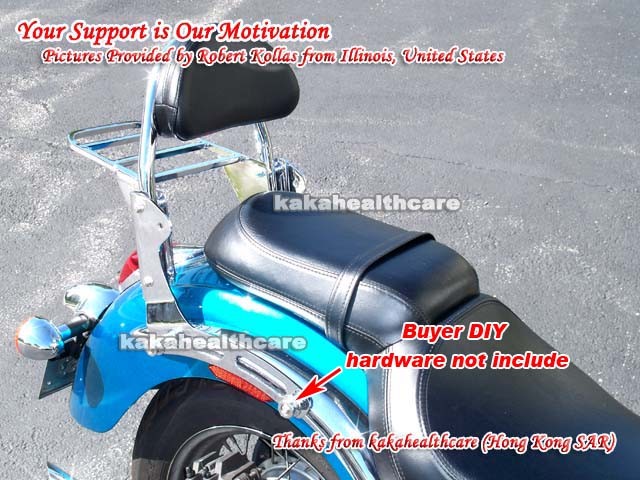 Your Support is Our Motivation
Pictures Provided by Robert Kollas from Illinois, United States
kakahealthcare
kakahealthcare
Buyer DIY
hardware not include
Thanks from kakahealthcare (Hong Kong SAR)